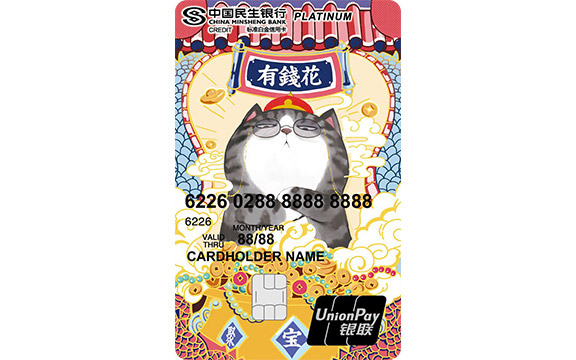 中国民生银行 PLATINUM
CHINA MINSHENG BANK
CREDIT 标准白金信用卡
有錢花
6226 0288 8888 8888
6226
MONTH/YEAR
VALID THRU 88/88
CARDHOLDER NAME
宝
UnionPay
银联